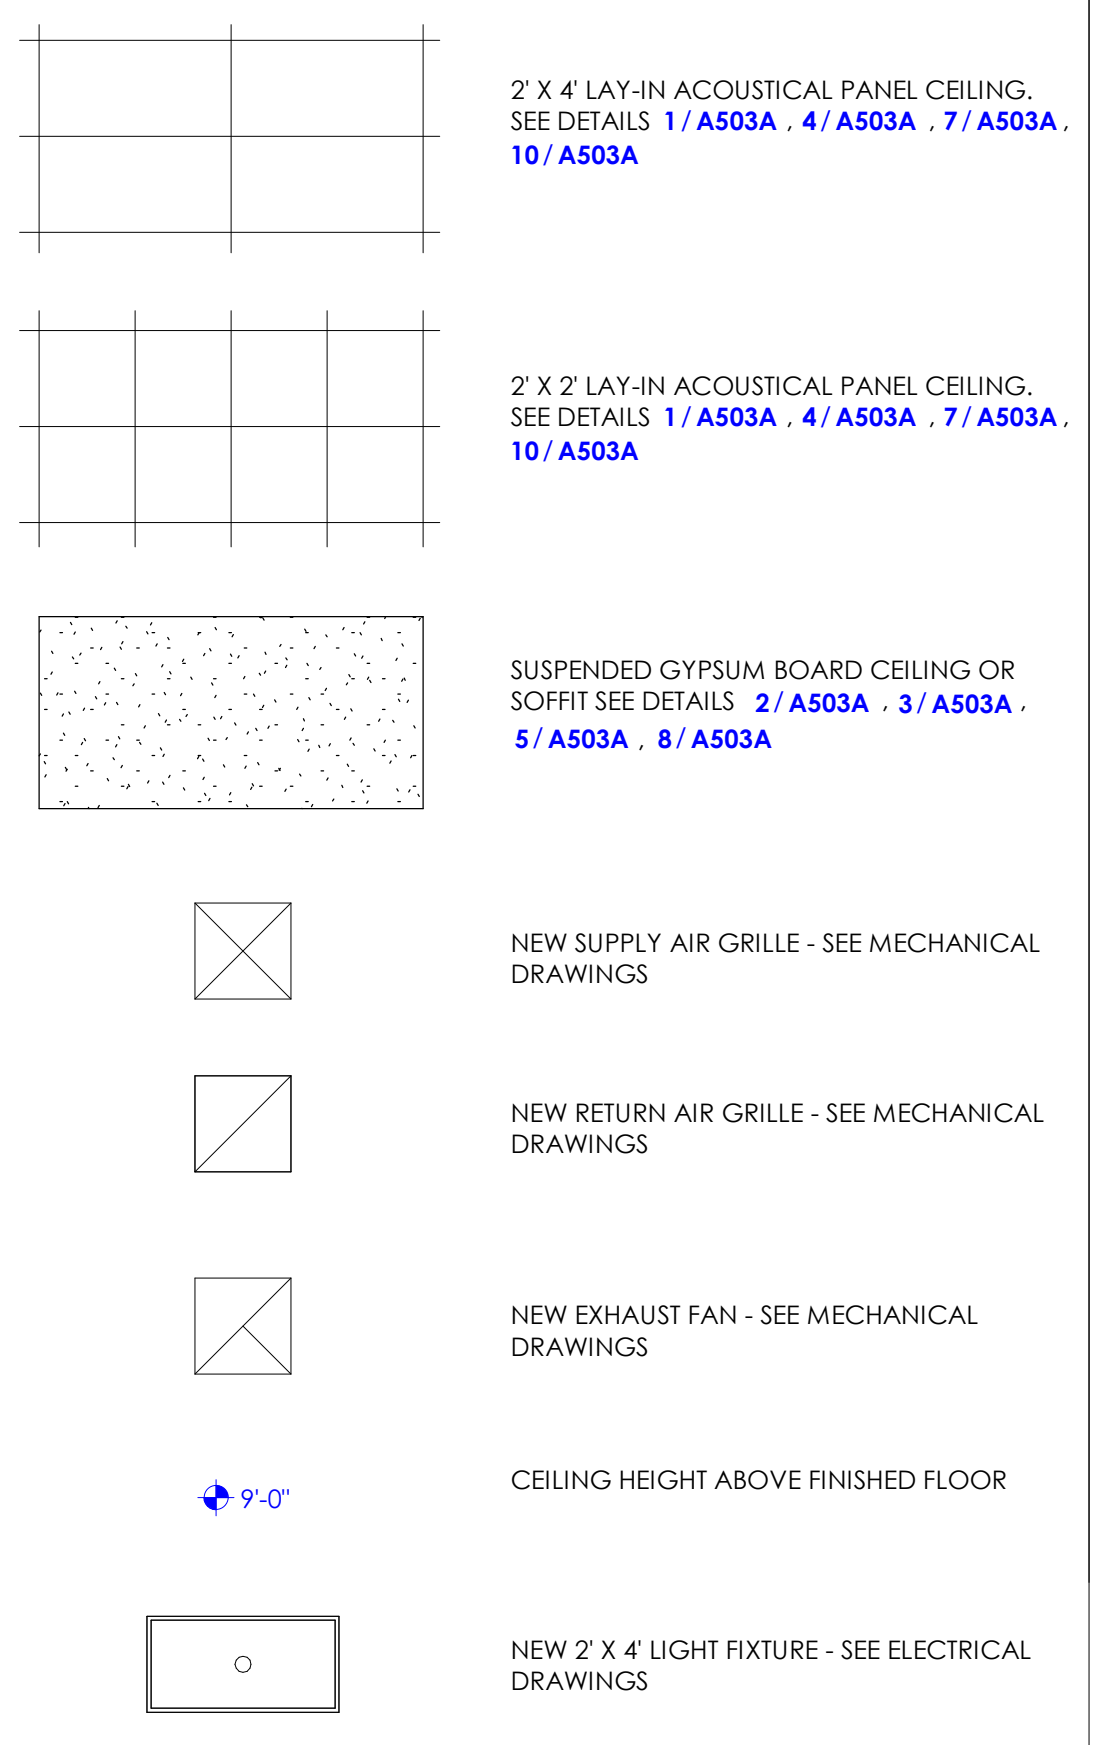 2' X 4' LAY-IN ACOUSTICAL PANEL CEILING.
SEE DETAILS 1 / A503A , 4 / A503A , 7 / A503A ,
10 / A503A
2' X 2' LAY-IN ACOUSTICAL PANEL CEILING.
SEE DETAILS 1 / A503A , 4 / A503A , 7 / A503A ,
10 / A503A
SUSPENDED GYPSUM BOARD CEILING OR
SOFFIT SEE DETAILS 2 / A503A , 3 / A503A ,
5 / A503A , 8 / A503A
NEW SUPPLY AIR GRILLE - SEE MECHANICAL
DRAWINGS
NEW RETURN AIR GRILLE - SEE MECHANICAL
DRAWINGS
NEW EXHAUST FAN - SEE MECHANICAL
DRAWINGS
9'-0"
CEILING HEIGHT ABOVE FINISHED FLOOR
NEW 2' X 4' LIGHT FIXTURE - SEE ELECTRICAL
DRAWINGS